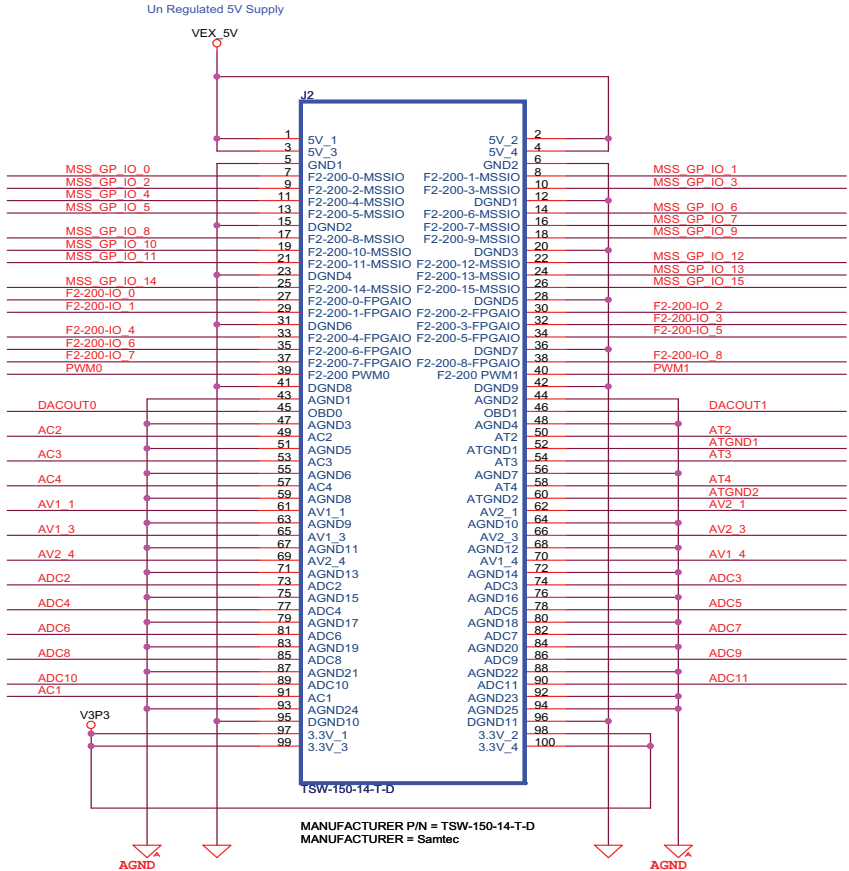 Un Regulated 5V Supply
VEX_5V
J2
1 5V_1 5V_2 2
3 5V_3 5V_4 4
5 GND1 GND2 6
MSS_GP_IO_0 7 F2-200-0-MSSIO F2-200-1-MSSIO 8 MSS_GP_IO_1
MSS_GP_IO_2 9 F2-200-2-MSSIO F2-200-3-MSSIO 10 MSS_GP_IO_3
MSS_GP_IO_4 11 F2-200-4-MSSIO DGND1 12
MSS_GP_IO_5 13 F2-200-5-MSSIO F2-200-6-MSSIO 14 MSS_GP_IO_6
15 DGND2 F2-200-7-MSSIO 16 MSS_GP_IO_7
MSS_GP_IO_8 17 F2-200-8-MSSIO F2-200-9-MSSIO 18 MSS_GP_IO_9
MSS_GP_IO_10 19 F2-200-10-MSSIO DGND3 20
MSS_GP_IO_11 21 F2-200-11-MSSIO F2-200-12-MSSIO 22 MSS_GP_IO_12
23 DGND4 F2-200-13-MSSIO 24 MSS_GP_IO_13
MSS_GP_IO_14 25 F2-200-14-MSSIO F2-200-15-MSSIO 26 MSS_GP_IO_15
F2-200-IO_0 27 F2-200-0-FPGAIO DGND5 28
F2-200-IO_1 29 F2-200-1-FPGAIO F2-200-2-FPGAIO 30 F2-200-IO_2
31 DGND6 F2-200-3-FPGAIO 32 F2-200-IO_3
F2-200-IO_4 33 F2-200-4-FPGAIO F2-200-5-FPGAIO 34 F2-200-IO_5
F2-200-IO_6 35 F2-200-6-FPGAIO DGND7 36
F2-200-IO_7 37 F2-200-7-FPGAIO F2-200-8-FPGAIO 38 F2-200-IO_8
PWM0 39 F2-200 PWM0 F2-200 PWM1 40 PWM1
41 DGND8 DGND9 42
43 AGND1 AGND2 44
DACOUT0 45 OBD0 OBD1 46 DACOUT1
47 AGND3 AGND4 48
AC2 49 AC2 AT2 50 AT2
51 AGND5 ATGND1 52 ATGND1
AC3 53 AC3 AT3 54 AT3
55 AGND6 AGND7 56
AC4 57 AC4 AT4 58 AT4
59 AGND8 ATGND2 60 ATGND2
AV1_1 61 AV1_1 AV2_1 62 AV2_1
63 AGND9 AGND10 64
AV1_3 65 AV1_3 AV2_3 66 AV2_3
67 AGND11 AGND12 68
AV2_4 69 AV2_4 AV1_4 70 AV1_4
71 AGND13 AGND14 72
ADC2 73 ADC2 ADC3 74 ADC3
75 AGND15 AGND16 76
ADC4 77 ADC4 ADC5 78 ADC5
79 AGND17 AGND18 80
ADC6 81 ADC6 ADC7 82 ADC7
83 AGND19 AGND20 84
ADC8 85 ADC8 ADC9 86 ADC9
87 AGND21 AGND22 88
ADC10 89 ADC10 ADC11 90 ADC11
AC1 91 AC1 AGND23 92
93 AGND24 AGND25 94
V3P3
95 DGND10 DGND11 96
97 3.3V_1 3.3V_2 98
99 3.3V_3 3.3V_4 100
TSW-150-14-T-D
MANUFACTURER P/N = TSW-150-14-T-D
MANUFACTURER = Samtec
A A
AGND AGND